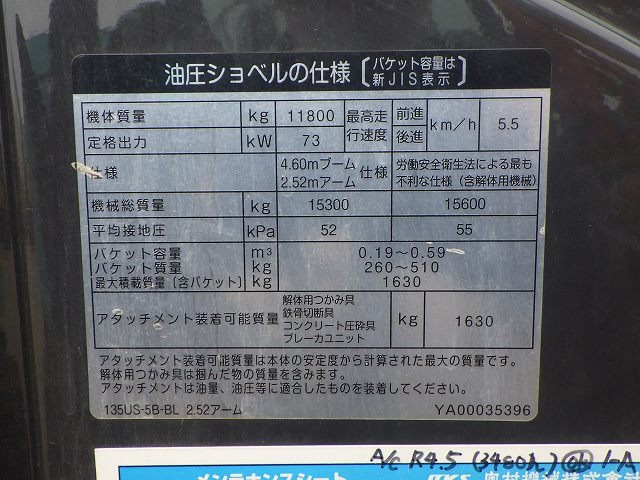 油圧ショベルの仕様 [バケット容量は新JIS表示]
機体質量 kg 11800 最高走行速度 前進 後進 km/h 5.5
定格出力 kW 73
仕様 4.60mブーム 2.52mアーム 仕様 労働安全衛生法による最も不利な仕様(含解体用機械)
機械総質量 kg 15300 15600
平均接地圧 kPa 52 55
バケット容量 m³ 0.19〜0.59
バケット質量 kg 260〜510
最大積載質量(含バケット) kg 1630
アタッチメント装着可能質量 解体用つかみ具 鉄骨切断具 コンクリート圧砕具 ブレーカユニット kg 1630
アタッチメント装着可能質量は本体の安定度から計算された最大の質量です。
解体用つかみ具は掴んだ物の質量を含みます。
アタッチメントは油量、油圧等に適合したものを装着してください。
135US-5B-BL 2.52アーム YA00035396
A/C R4.5
メンテナンスシート